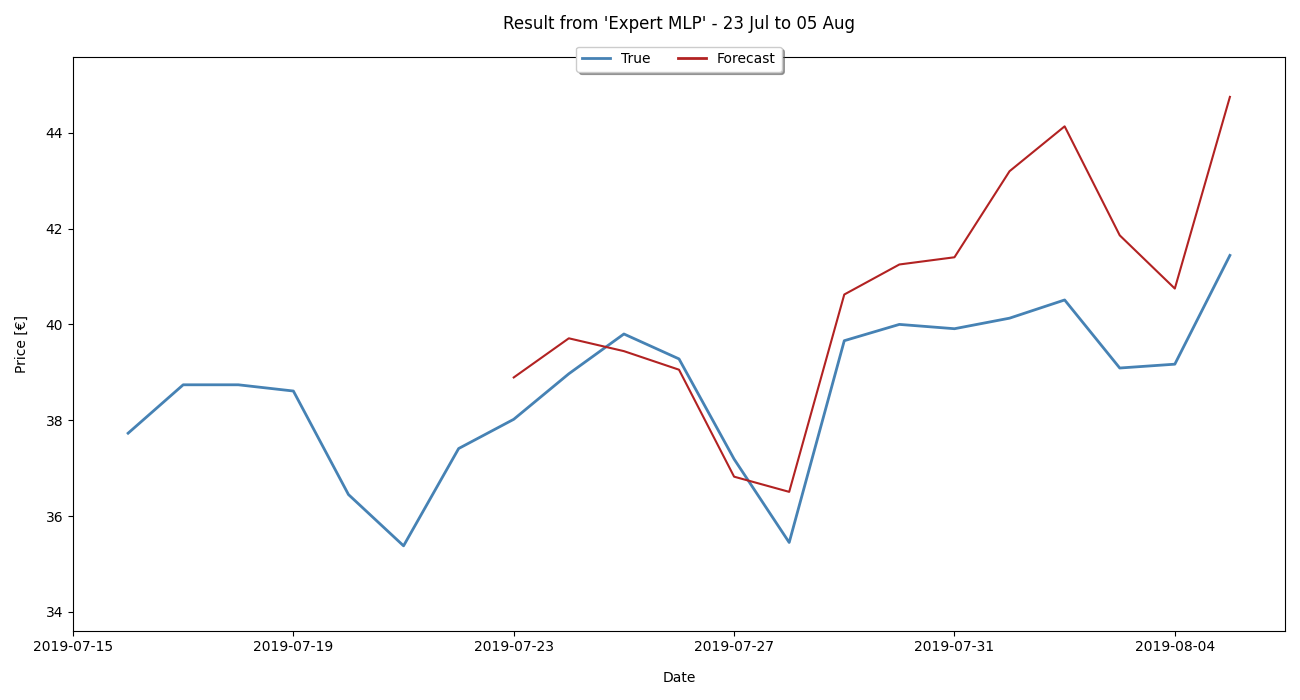 Result from 'Expert MLP' - 23 Jul to 05 Aug
True Forecast
Price [€]
44
42
40
38
36
34
2019-07-15 2019-07-19 2019-07-23 2019-07-27 2019-07-31 2019-08-04
Date